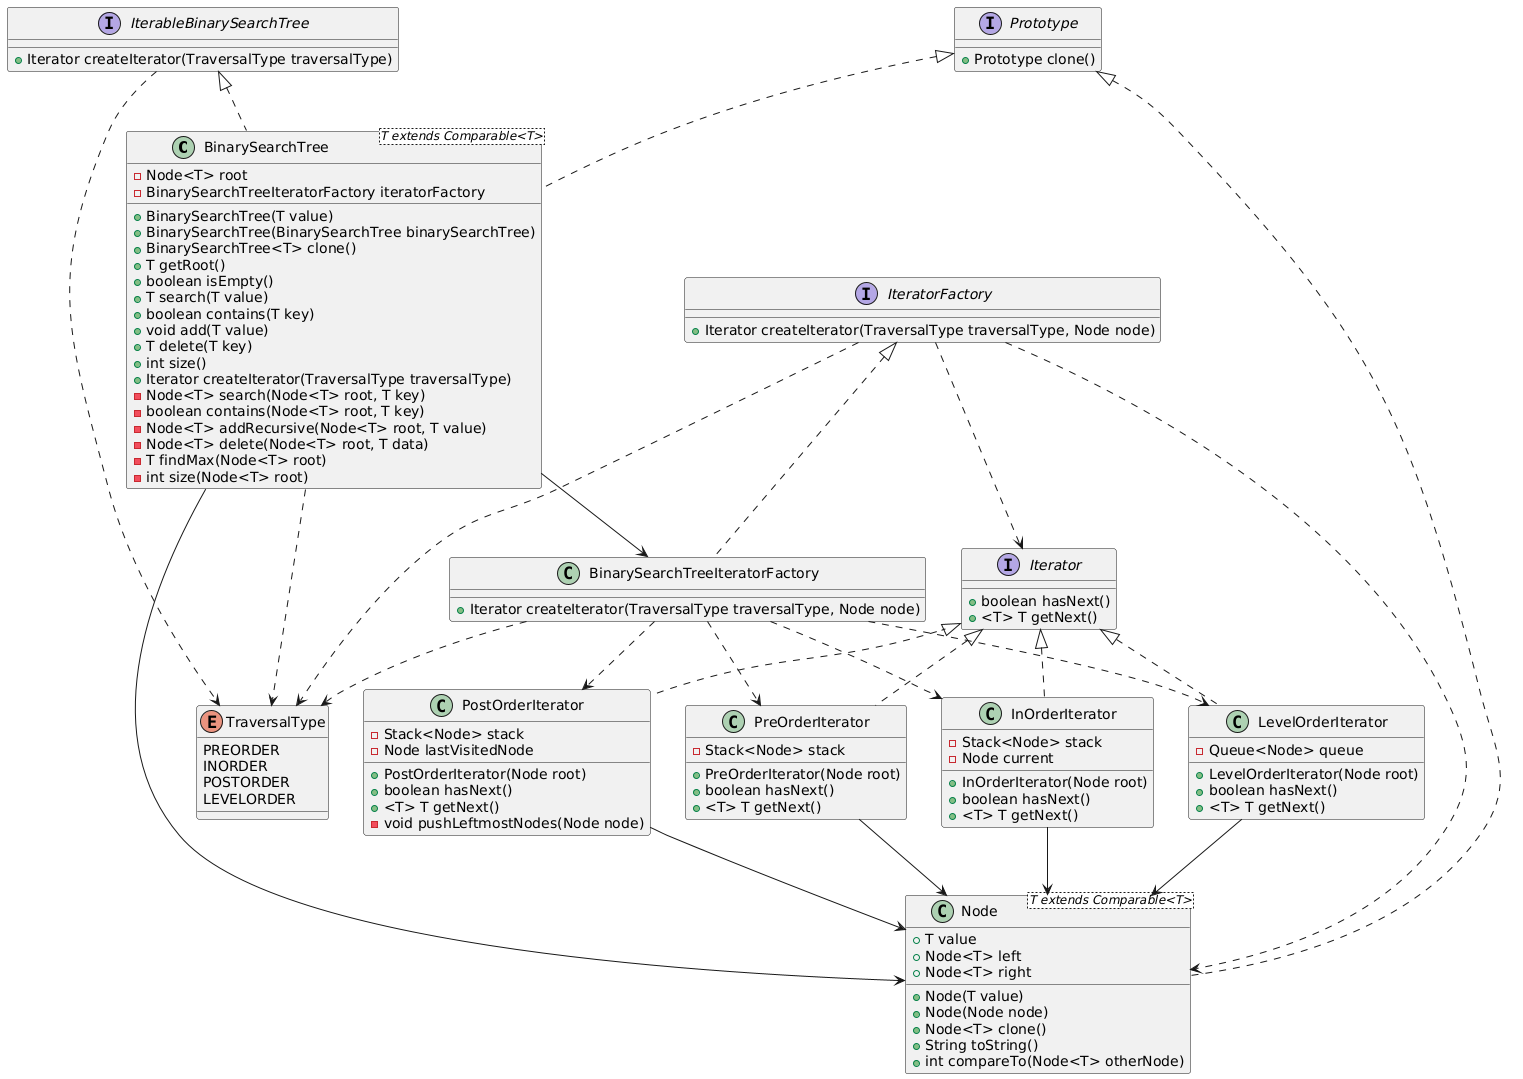 I IterableBinarySearchTree
Iterator createIterator(TraversalType traversalType)
I Prototype
Prototype clone()
C BinarySearchTree
T extends Comparable<T>
Node<T> root
BinarySearchTreeIteratorFactory iteratorFactory
BinarySearchTree(T value)
BinarySearchTree(BinarySearchTree binarySearchTree)
BinarySearchTree<T> clone()
T getRoot()
boolean isEmpty()
T search(T value)
boolean contains(T key)
void add(T value)
T delete(T key)
int size()
Iterator createIterator(TraversalType traversalType)
Node<T> search(Node<T> root, T key)
boolean contains(Node<T> root, T key)
Node<T> addRecursive(Node<T> root, T value)
Node<T> delete(Node<T> root, T data)
T findMax(Node<T> root)
int size(Node<T> root)
I IteratorFactory
Iterator createIterator(TraversalType traversalType, Node node)
C BinarySearchTreeIteratorFactory
Iterator createIterator(TraversalType traversalType, Node node)
I Iterator
boolean hasNext()
<T> T getNext()
E TraversalType
PREORDER
INORDER
POSTORDER
LEVELORDER
C PostOrderIterator
Stack<Node> stack
Node lastVisitedNode
PostOrderIterator(Node root)
boolean hasNext()
<T> T getNext()
void pushLeftmostNodes(Node node)
C PreOrderIterator
Stack<Node> stack
PreOrderIterator(Node root)
boolean hasNext()
<T> T getNext()
C InOrderIterator
Stack<Node> stack
Node current
InOrderIterator(Node root)
boolean hasNext()
<T> T getNext()
C LevelOrderIterator
Queue<Node> queue
LevelOrderIterator(Node root)
boolean hasNext()
<T> T getNext()
C Node
T extends Comparable<T>
T value
Node<T> left
Node<T> right
Node(T value)
Node(Node node)
Node<T> clone()
String toString()
int compareTo(Node<T> otherNode)